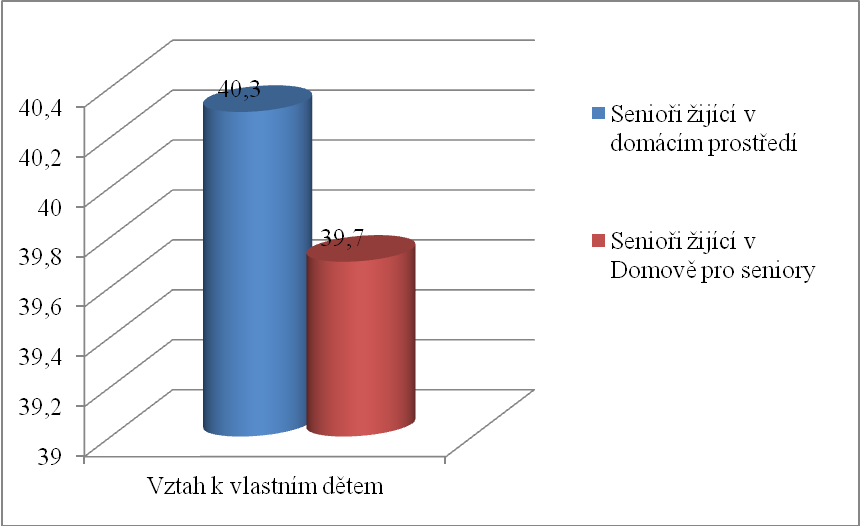 40,3
39,7
40,4
40,2
40
39,8
39,6
39,4
39,2
39
Vztah k vlastním dětem
Senioři žijící v
domácím prostředí
Senioři žijící v
Domově pro seniory